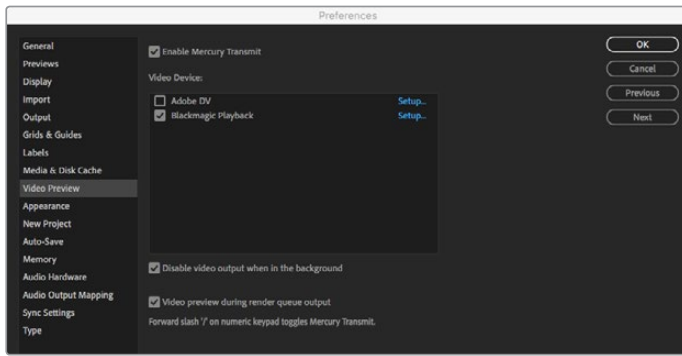 Preferences
General
Previews
Display
Import
Output
Grids & Guides
Labels
Media & Disk Cache
Video Preview
Appearance
New Project
Auto-Save
Memory
Audio Hardware
Audio Output Mapping
Sync Settings
Type
Enable Mercury Transmit
Video Device:
Adobe DV Setup...
Blackmagic Playback Setup...
Disable video output when in the background
Video preview during render queue output
Forward slash '/' on numeric keypad toggles Mercury Transmit.
OK
Cancel
Previous
Next